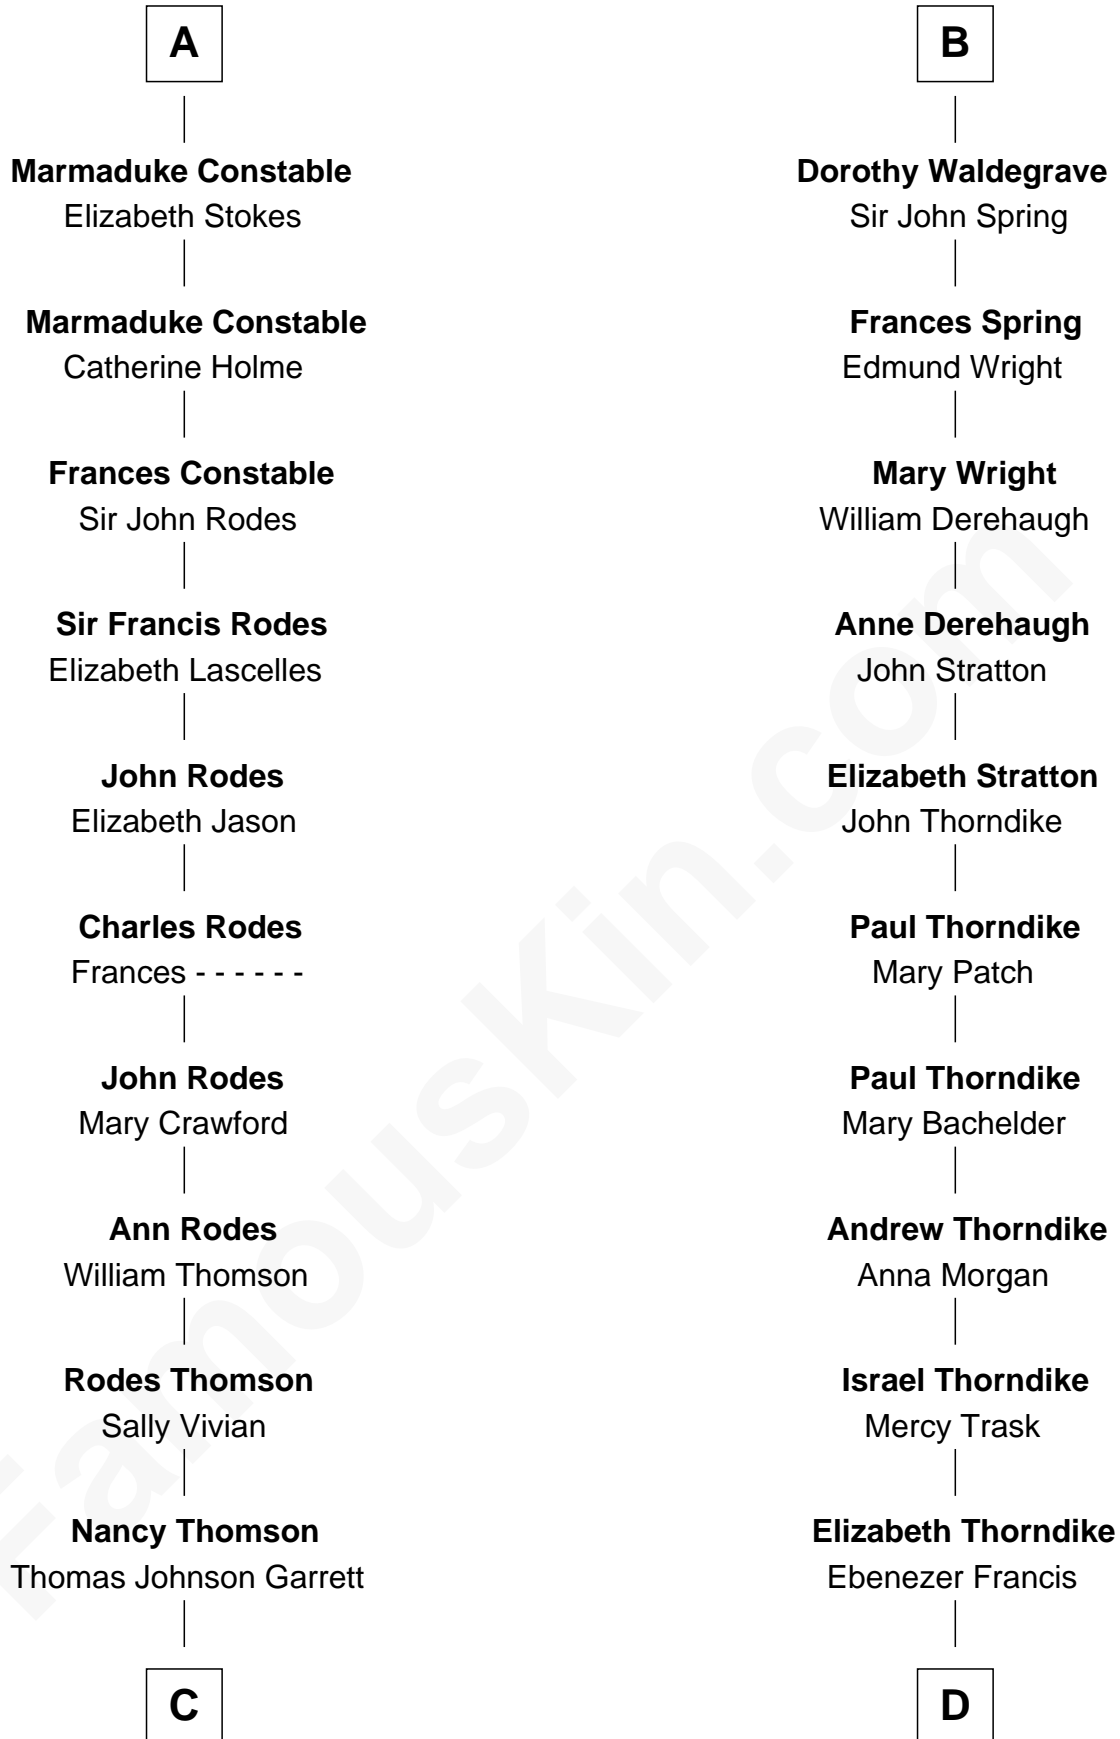 A
Marmaduke Constable
Elizabeth Stokes
Marmaduke Constable
Catherine Holme
Frances Constable
Sir John Rodes
Sir Francis Rodes
Elizabeth Lascelles
John Rodes
Elizabeth Jason
Charles Rodes
Frances - - - - - -
John Rodes
Mary Crawford
Ann Rodes
William Thomson
Rodes Thomson
Sally Vivian
Nancy Thomson
Thomas Johnson Garrett
C
B
Dorothy Waldegrave
Sir John Spring
Frances Spring
Edmund Wright
Mary Wright
William Derehaugh
Anne Derehaugh
John Stratton
Elizabeth Stratton
John Thorndike
Paul Thorndike
Mary Patch
Paul Thorndike
Mary Bachelder
Andrew Thorndike
Anna Morgan
Israel Thorndike
Mercy Trask
Elizabeth Thorndike
Ebenezer Francis
D
FamousKin.com